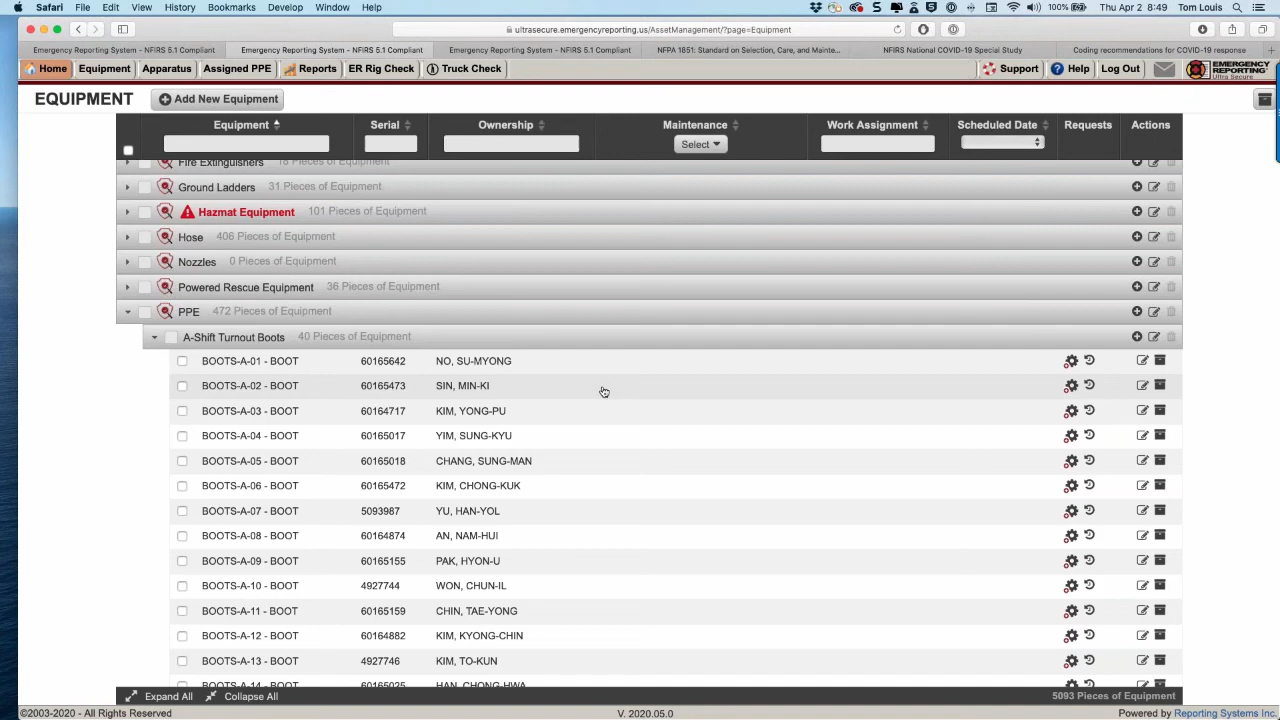 Safari File Edit View History Bookmarks Develop Window Help 100% Thu Apr 2 8:49 Tom Louis
ultrasecure.emergencyreporting.us/AssetManagement/?page=Equipment
Emergency Reporting System - NFIRS 5.1 Compliant Emergency Reporting System - NFIRS 5.1 Compliant Emergency Reporting System - NFIRS 5.1 Compliant NFPA 1851: Standard on Selection, Care, and Mainte... NFIRS National COVID-19 Special Study Coding recommendations for COVID-19 response
Home Equipment Apparatus Assigned PPE Reports ER Rig Check Truck Check Support Help Log Out EMERGENCY REPORTING Ultra Secure
EQUIPMENT Add New Equipment
Equipment Serial Ownership Maintenance Work Assignment Scheduled Date Requests Actions
Select
Fire Extinguishers 18 Pieces of Equipment
Ground Ladders 31 Pieces of Equipment
Hazmat Equipment 101 Pieces of Equipment
Hose 406 Pieces of Equipment
Nozzles 0 Pieces of Equipment
Powered Rescue Equipment 36 Pieces of Equipment
PPE 472 Pieces of Equipment
A-Shift Turnout Boots 40 Pieces of Equipment
BOOTS-A-01 - BOOT 60165642 NO, SU-MYONG
BOOTS-A-02 - BOOT 60165473 SIN, MIN-KI
BOOTS-A-03 - BOOT 60164717 KIM, YONG-PU
BOOTS-A-04 - BOOT 60165017 YIM, SUNG-KYU
BOOTS-A-05 - BOOT 60165018 CHANG, SUNG-MAN
BOOTS-A-06 - BOOT 60165472 KIM, CHONG-KUK
BOOTS-A-07 - BOOT 5093987 YU, HAN-YOL
BOOTS-A-08 - BOOT 60164874 AN, NAM-HUI
BOOTS-A-09 - BOOT 60165155 PAK, HYON-U
BOOTS-A-10 - BOOT 4927744 WON, CHUN-IL
BOOTS-A-11 - BOOT 60165159 CHIN, TAE-YONG
BOOTS-A-12 - BOOT 60164882 KIM, KYONG-CHIN
BOOTS-A-13 - BOOT 4927746 KIM, TO-KUN
BOOTS-A-14 - BOOT 60165025 HAN, CHONG-HWA
Expand All Collapse All 5093 Pieces of Equipment
©2003-2020 - All Rights Reserved V. 2020.05.0 Powered by Reporting Systems Inc.